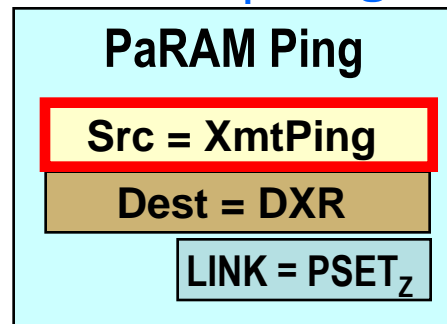 PaRAM Ping
Src = XmtPing
Dest = DXR
LINK = PSETZ